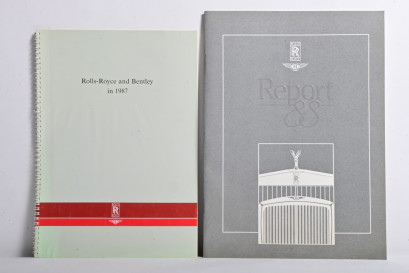 Rolls-Royce and Bentley
in 1987
Report
88